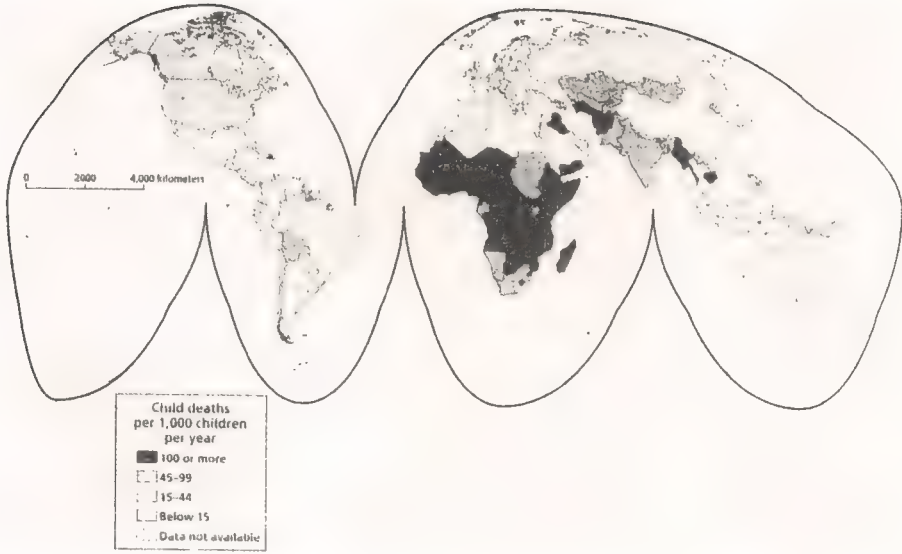 0 2000 4,000 kilometers
Child deaths
per 1,000 children
per year
100 or more
45–99
15–44
Below 15
Data not available